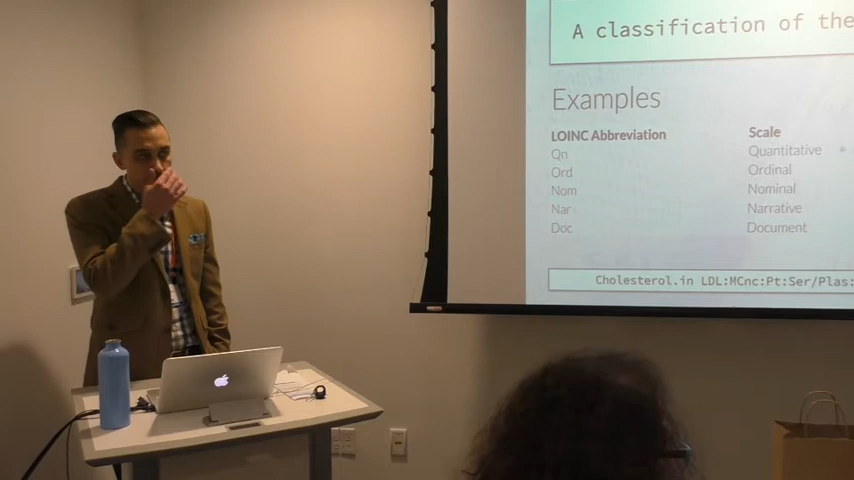 A classification of the
Examples
LOINC Abbreviation Scale
Qn Quantitative
Ord Ordinal
Nom Nominal
Nar Narrative
Doc Document
Cholesterol.in LDL:MCnc:Pt:Ser/Plas: